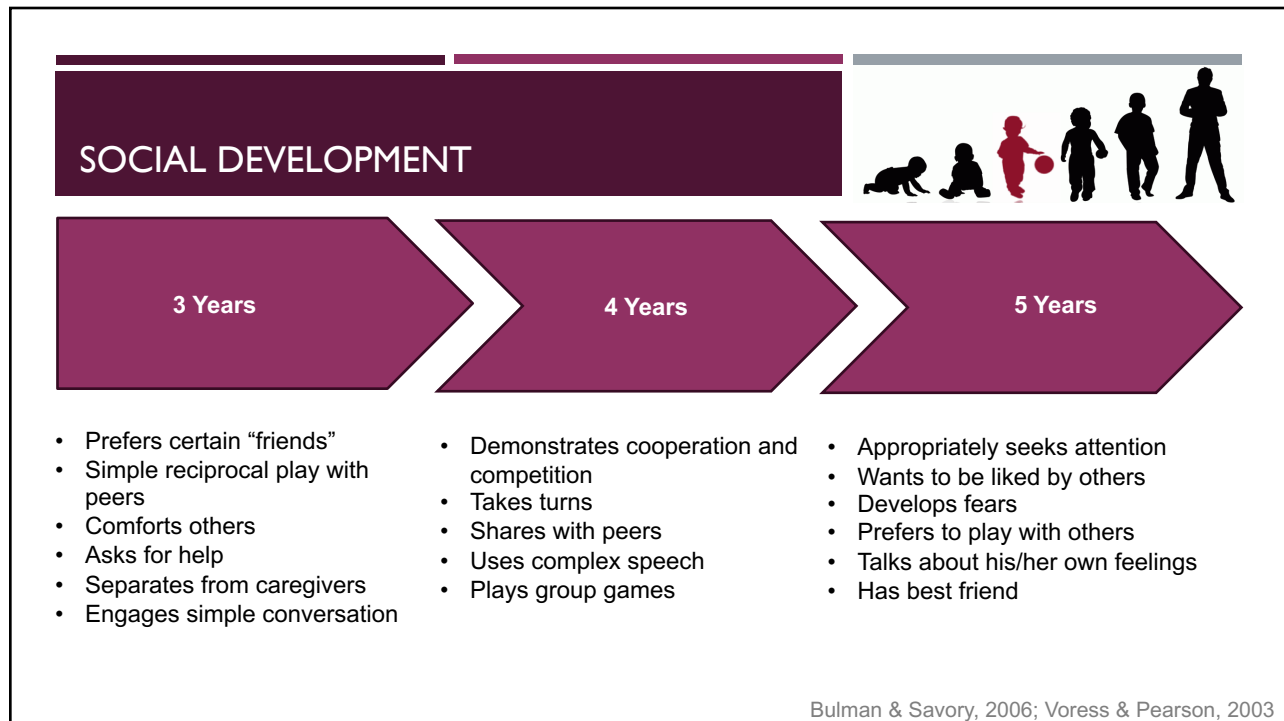 SOCIAL DEVELOPMENT
3 Years
4 Years
5 Years
• Prefers certain “friends”
• Simple reciprocal play with
peers
• Comforts others
• Asks for help
• Separates from caregivers
• Engages simple conversation
• Demonstrates cooperation and
competition
• Takes turns
• Shares with peers
• Uses complex speech
• Plays group games
• Appropriately seeks attention
• Wants to be liked by others
• Develops fears
• Prefers to play with others
• Talks about his/her own feelings
• Has best friend
Bulman & Savory, 2006; Voress & Pearson, 2003